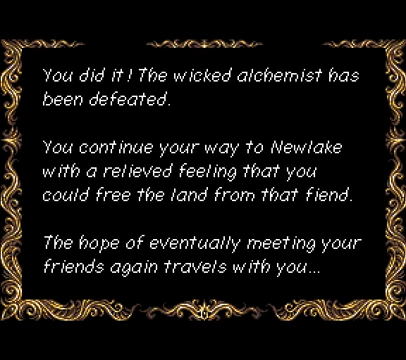 You did it! The wicked alchemist has
been defeated.
You continue your way to Newlake
with a relieved feeling that you
could free the land from that fiend.
The hope of eventually meeting your
friends again travels with you...